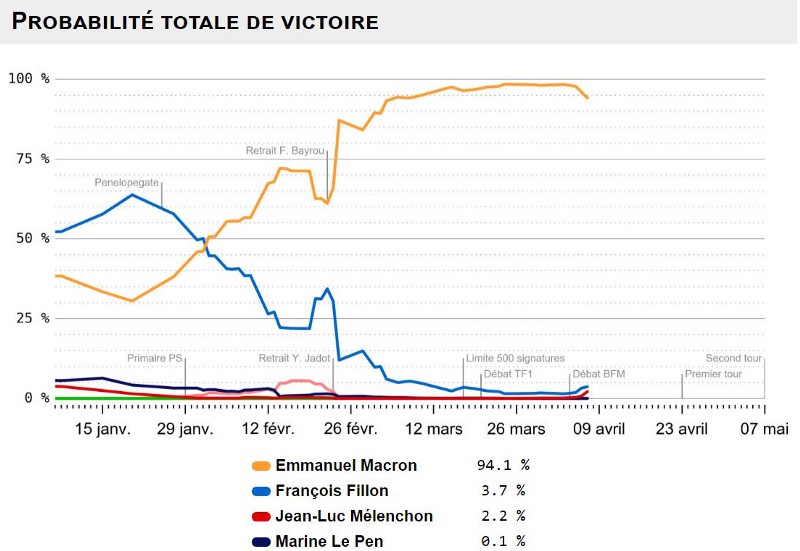 PROBABILITÉ TOTALE DE VICTOIRE
100 %
Retrait F. Bayrou
75 %
Penelopegate
50 %
25 %
Primaire PS Retrait Y. Jadot Limite 500 signatures Second tour
Débat TF1 Débat BFM Premier tour
0 %
15 janv. 29 janv. 12 févr. 26 févr. 12 mars 26 mars 09 avril 23 avril 07 mai
Emmanuel Macron 94.1 %
François Fillon 3.7 %
Jean-Luc Mélenchon 2.2 %
Marine Le Pen 0.1 %